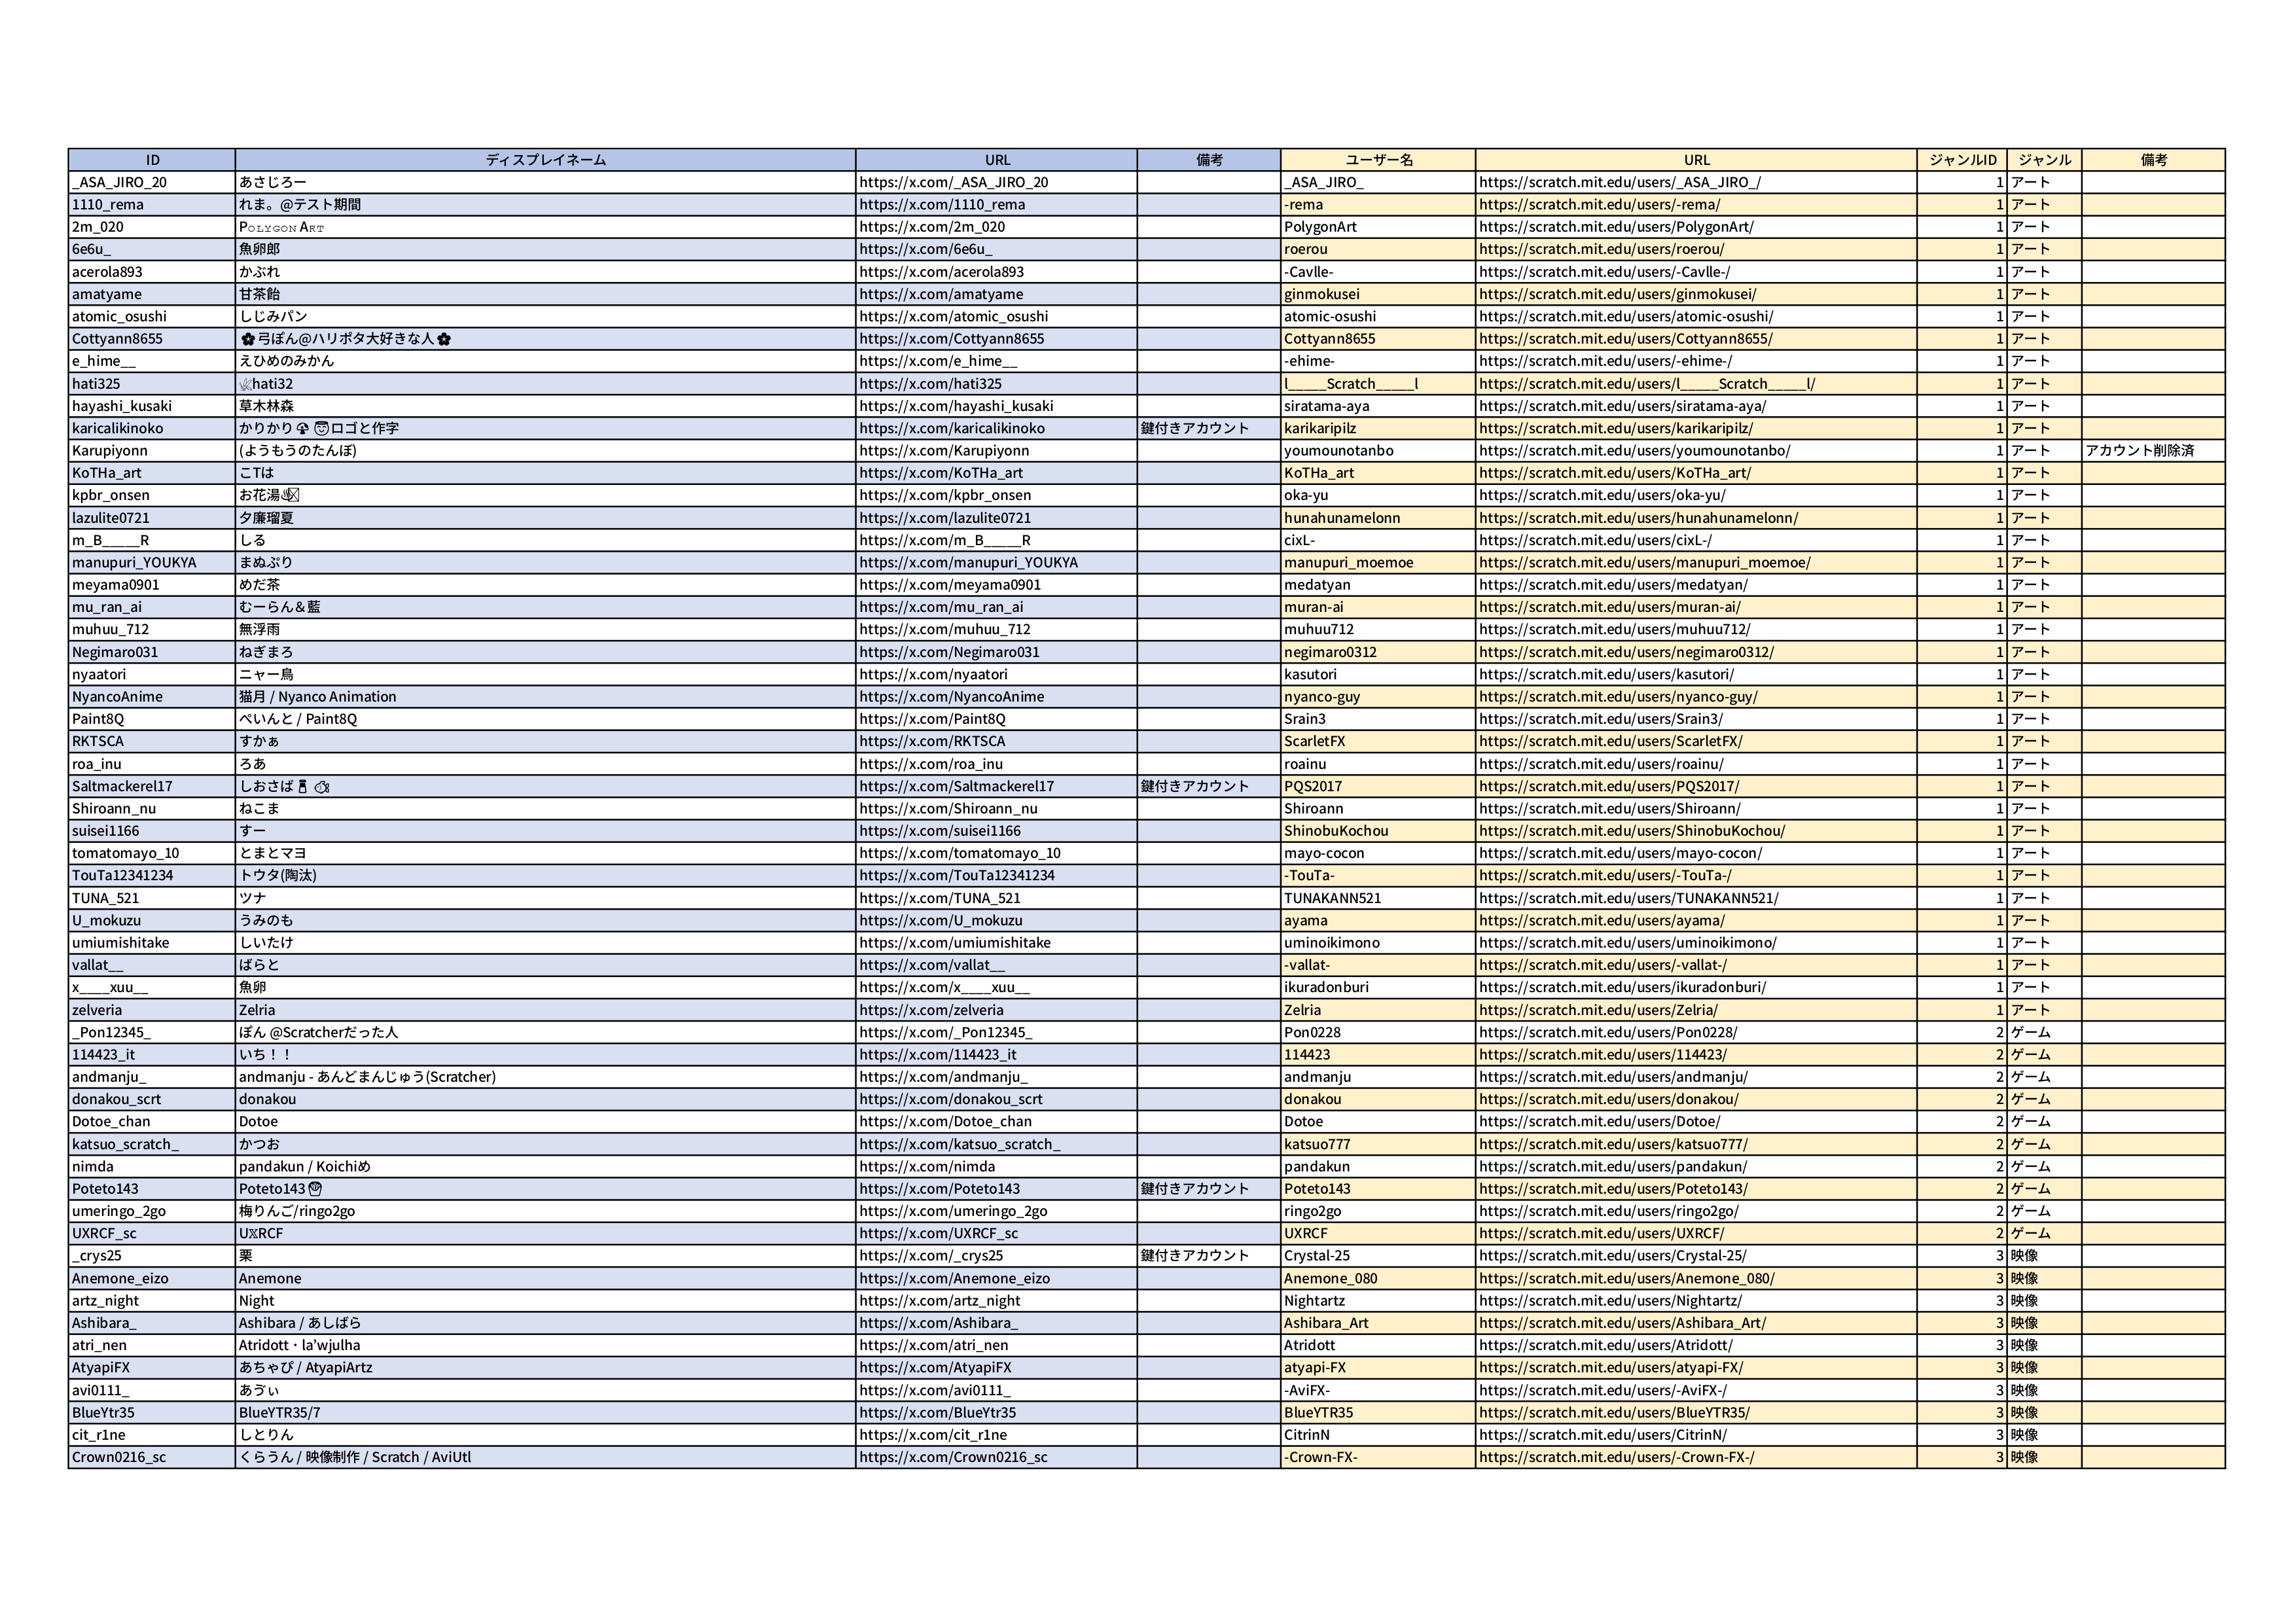 ID ディスプレイネーム URL 備考 ユーザー名 URL ジャンルID ジャンル 備考
_ASA_JIRO_20 あさじろー https://x.com/_ASA_JIRO_20 _ASA_JIRO_ https://scratch.mit.edu/users/_ASA_JIRO_/ 1 アート
1110_rema れま。@テスト期間 https://x.com/1110_rema -rema https://scratch.mit.edu/users/-rema/ 1 アート
2m_020 Pᴏʟʏɢᴏɴ Aʀᴛ https://x.com/2m_020 PolygonArt https://scratch.mit.edu/users/PolygonArt/ 1 アート
6e6u_ 魚卵郎 https://x.com/6e6u_ roerou https://scratch.mit.edu/users/roerou/ 1 アート
acerola893 かぶれ https://x.com/acerola893 -Cavlle- https://scratch.mit.edu/users/-Cavlle-/ 1 アート
amatyame 甘茶飴 https://x.com/amatyame ginmokusei https://scratch.mit.edu/users/ginmokusei/ 1 アート
atomic_osushi しじみパン https://x.com/atomic_osushi atomic-osushi https://scratch.mit.edu/users/atomic-osushi/ 1 アート
Cottyann8655 ✿弓ぽん@ハリポタ大好きな人✿ https://x.com/Cottyann8655 Cottyann8655 https://scratch.mit.edu/users/Cottyann8655/ 1 アート
e_hime__ えひめのみかん https://x.com/e_hime__ -ehime- https://scratch.mit.edu/users/-ehime-/ 1 アート
hati325 🕊hati32 https://x.com/hati325 l_____Scratch_____l https://scratch.mit.edu/users/l_____Scratch_____l/ 1 アート
hayashi_kusaki 草木林森 https://x.com/hayashi_kusaki siratama-aya https://scratch.mit.edu/users/siratama-aya/ 1 アート
karicalikinoko かりかり🍄😇ロゴと作字 https://x.com/karicalikinoko 鍵付きアカウント karikaripilz https://scratch.mit.edu/users/karikaripilz/ 1 アート
Karupiyonn (ようもうのたんぼ) https://x.com/Karupiyonn youmounotanbo https://scratch.mit.edu/users/youmounotanbo/ 1 アート アカウント削除済
KoTHa_art こTは https://x.com/KoTHa_art KoTHa_art https://scratch.mit.edu/users/KoTHa_art/ 1 アート
kpbr_onsen お花湯♨ https://x.com/kpbr_onsen oka-yu https://scratch.mit.edu/users/oka-yu/ 1 アート
lazulite0721 夕廉瑠夏 https://x.com/lazulite0721 hunahunamelonn https://scratch.mit.edu/users/hunahunamelonn/ 1 アート
m_B_____R しる https://x.com/m_B_____R cixL- https://scratch.mit.edu/users/cixL-/ 1 アート
manupuri_YOUKYA まぬぷり https://x.com/manupuri_YOUKYA manupuri_moemoe https://scratch.mit.edu/users/manupuri_moemoe/ 1 アート
meyama0901 めだ茶 https://x.com/meyama0901 medatyan https://scratch.mit.edu/users/medatyan/ 1 アート
mu_ran_ai むーらん＆藍 https://x.com/mu_ran_ai muran-ai https://scratch.mit.edu/users/muran-ai/ 1 アート
muhuu_712 無浮雨 https://x.com/muhuu_712 muhuu712 https://scratch.mit.edu/users/muhuu712/ 1 アート
Negimaro031 ねぎまろ https://x.com/Negimaro031 negimaro0312 https://scratch.mit.edu/users/negimaro0312/ 1 アート
nyaatori ニャー鳥 https://x.com/nyaatori kasutori https://scratch.mit.edu/users/kasutori/ 1 アート
NyancoAnime 猫月 / Nyanco Animation https://x.com/NyancoAnime nyanco-guy https://scratch.mit.edu/users/nyanco-guy/ 1 アート
Paint8Q ぺいんと / Paint8Q https://x.com/Paint8Q Srain3 https://scratch.mit.edu/users/Srain3/ 1 アート
RKTSCA すかぁ https://x.com/RKTSCA ScarletFX https://scratch.mit.edu/users/ScarletFX/ 1 アート
roa_inu ろあ https://x.com/roa_inu roainu https://scratch.mit.edu/users/roainu/ 1 アート
Saltmackerel17 しおさば🧂🐟 https://x.com/Saltmackerel17 鍵付きアカウント PQS2017 https://scratch.mit.edu/users/PQS2017/ 1 アート
Shiroann_nu ねこま https://x.com/Shiroann_nu Shiroann https://scratch.mit.edu/users/Shiroann/ 1 アート
suisei1166 すー https://x.com/suisei1166 ShinobuKochou https://scratch.mit.edu/users/ShinobuKochou/ 1 アート
tomatomayo_10 とまとマヨ https://x.com/tomatomayo_10 mayo-cocon https://scratch.mit.edu/users/mayo-cocon/ 1 アート
TouTa12341234 トウタ(陶汰) https://x.com/TouTa12341234 -TouTa- https://scratch.mit.edu/users/-TouTa-/ 1 アート
TUNA_521 ツナ https://x.com/TUNA_521 TUNAKANN521 https://scratch.mit.edu/users/TUNAKANN521/ 1 アート
U_mokuzu うみのも https://x.com/U_mokuzu ayama https://scratch.mit.edu/users/ayama/ 1 アート
umiumishitake しいたけ https://x.com/umiumishitake uminoikimono https://scratch.mit.edu/users/uminoikimono/ 1 アート
vallat__ ばらと https://x.com/vallat__ -vallat- https://scratch.mit.edu/users/-vallat-/ 1 アート
x____xuu__ 魚卵 https://x.com/x____xuu__ ikuradonburi https://scratch.mit.edu/users/ikuradonburi/ 1 アート
zelveria Zelria https://x.com/zelveria Zelria https://scratch.mit.edu/users/Zelria/ 1 アート
_Pon12345_ ぽん @Scratcherだった人 https://x.com/_Pon12345_ Pon0228 https://scratch.mit.edu/users/Pon0228/ 2 ゲーム
114423_it いち！！ https://x.com/114423_it 114423 https://scratch.mit.edu/users/114423/ 2 ゲーム
andmanju_ andmanju - あんどまんじゅう(Scratcher) https://x.com/andmanju_ andmanju https://scratch.mit.edu/users/andmanju/ 2 ゲーム
donakou_scrt donakou https://x.com/donakou_scrt donakou https://scratch.mit.edu/users/donakou/ 2 ゲーム
Dotoe_chan Dotoe https://x.com/Dotoe_chan Dotoe https://scratch.mit.edu/users/Dotoe/ 2 ゲーム
katsuo_scratch_ かつお https://x.com/katsuo_scratch_ katsuo777 https://scratch.mit.edu/users/katsuo777/ 2 ゲーム
nimda pandakun / Koichiめ https://x.com/nimda pandakun https://scratch.mit.edu/users/pandakun/ 2 ゲーム
Poteto143 Poteto143🍟 https://x.com/Poteto143 鍵付きアカウント Poteto143 https://scratch.mit.edu/users/Poteto143/ 2 ゲーム
umeringo_2go 梅りんご/ringo2go https://x.com/umeringo_2go ringo2go https://scratch.mit.edu/users/ringo2go/ 2 ゲーム
UXRCF_sc U𝕏RCF https://x.com/UXRCF_sc UXRCF https://scratch.mit.edu/users/UXRCF/ 2 ゲーム
_crys25 栗 https://x.com/_crys25 鍵付きアカウント Crystal-25 https://scratch.mit.edu/users/Crystal-25/ 3 映像
Anemone_eizo Anemone https://x.com/Anemone_eizo Anemone_080 https://scratch.mit.edu/users/Anemone_080/ 3 映像
artz_night Night https://x.com/artz_night Nightartz https://scratch.mit.edu/users/Nightartz/ 3 映像
Ashibara_ Ashibara / あしばら https://x.com/Ashibara_ Ashibara_Art https://scratch.mit.edu/users/Ashibara_Art/ 3 映像
atri_nen Atridott・la’wjulha https://x.com/atri_nen Atridott https://scratch.mit.edu/users/Atridott/ 3 映像
AtyapiFX あちゃぴ / AtyapiArtz https://x.com/AtyapiFX atyapi-FX https://scratch.mit.edu/users/atyapi-FX/ 3 映像
avi0111_ あゔぃ https://x.com/avi0111_ -AviFX- https://scratch.mit.edu/users/-AviFX-/ 3 映像
BlueYtr35 BlueYTR35/7 https://x.com/BlueYtr35 BlueYTR35 https://scratch.mit.edu/users/BlueYTR35/ 3 映像
cit_r1ne しとりん https://x.com/cit_r1ne CitrinN https://scratch.mit.edu/users/CitrinN/ 3 映像
Crown0216_sc くらうん / 映像制作 / Scratch / AviUtl https://x.com/Crown0216_sc -Crown-FX- https://scratch.mit.edu/users/-Crown-FX-/ 3 映像